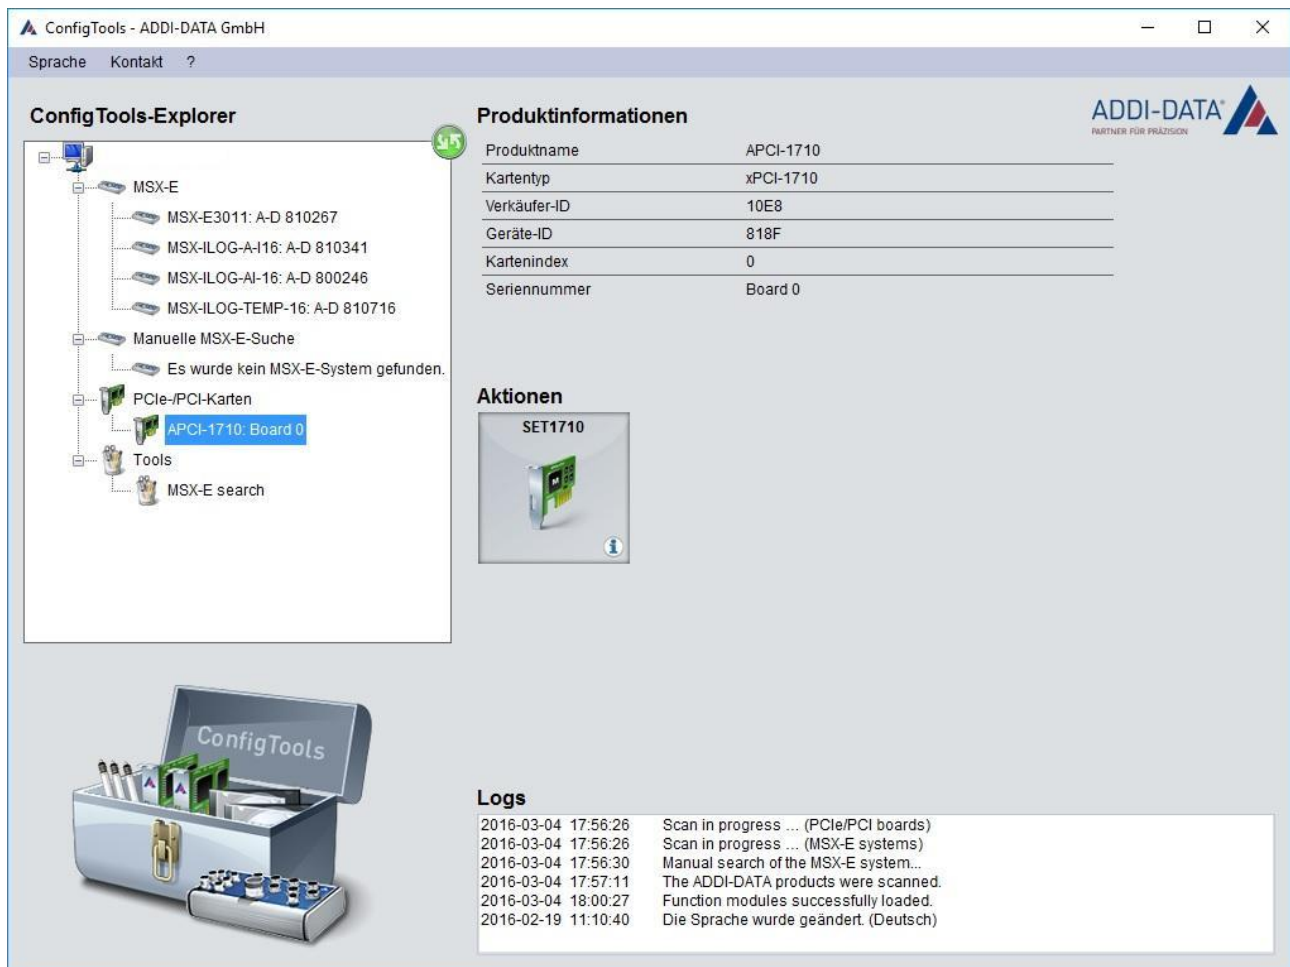 ConfigTools - ADDI-DATA GmbH
Sprache Kontakt ?
ConfigTools-Explorer
MSX-E
MSX-E3011: A-D 810267
MSX-ILOG-A-I16: A-D 810341
MSX-ILOG-AI-16: A-D 800246
MSX-ILOG-TEMP-16: A-D 810716
Manuelle MSX-E-Suche
Es wurde kein MSX-E-System gefunden.
PCIe-/PCI-Karten
APCI-1710: Board 0
Tools
MSX-E search
ConfigTools
Produktinformationen
ADDI-DATA®
PARTNER FÜR PRÄZISION
Produktname APCI-1710
Kartentyp xPCI-1710
Verkäufer-ID 10E8
Geräte-ID 818F
Kartenindex 0
Seriennummer Board 0
Aktionen
SET1710
M
i
Logs
2016-03-04 17:56:26 Scan in progress ... (PCIe/PCI boards)
2016-03-04 17:56:26 Scan in progress ... (MSX-E systems)
2016-03-04 17:56:30 Manual search of the MSX-E system...
2016-03-04 17:57:11 The ADDI-DATA products were scanned.
2016-03-04 18:00:27 Function modules successfully loaded.
2016-02-19 11:10:40 Die Sprache wurde geändert. (Deutsch)